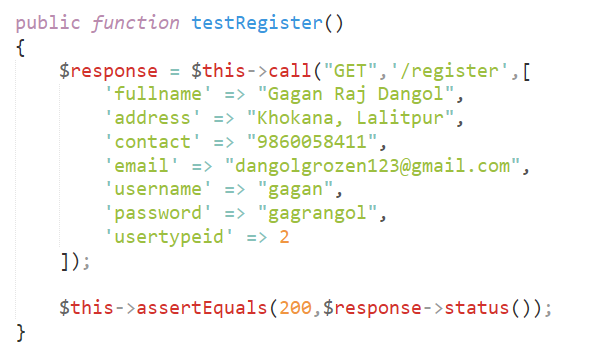 public function testRegister()
{
    $response = $this->call("GET",'/register',[
        'fullname' => "Gagan Raj Dangol",
        'address' => "Khokana, Lalitpur",
        'contact' => "9860058411",
        'email' => "dangolgrozen123@gmail.com",
        'username' => "gagan",
        'password' => "gagrangol",
        'usertypeid' => 2
    ]);

    $this->assertEquals(200,$response->status());
}